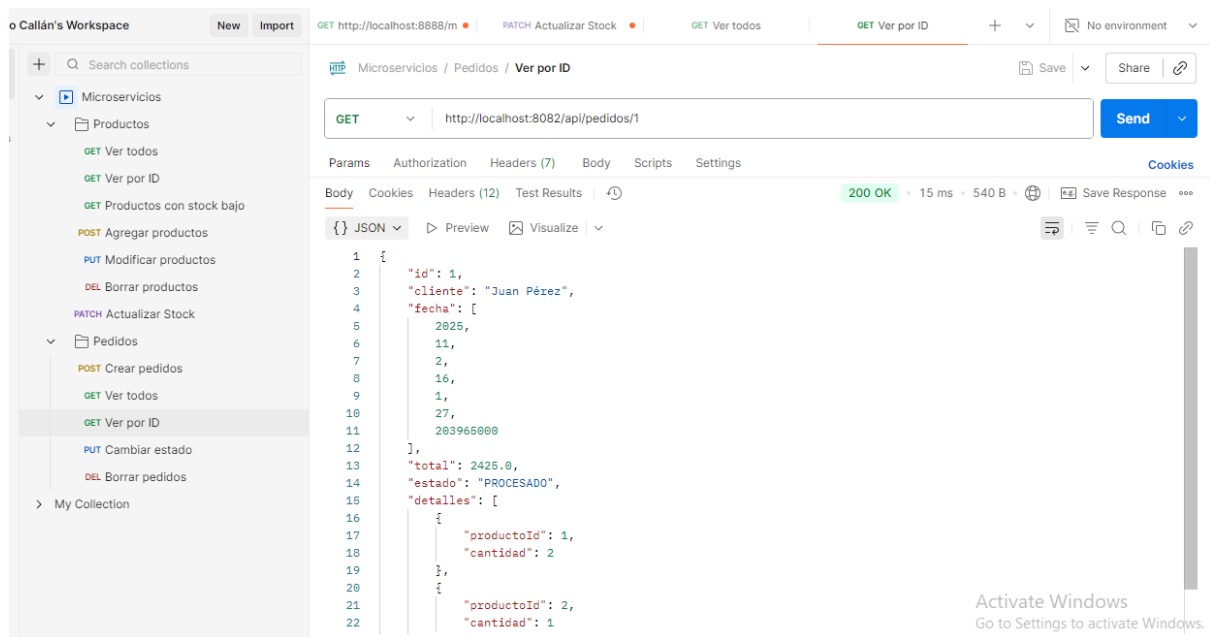 o Callán's Workspace New Import
GET http://localhost:8888/m PATCH Actualizar Stock GET Ver todos GET Ver por ID No environment
Search collections
Microservicios
Productos
GET Ver todos
GET Ver por ID
GET Productos con stock bajo
POST Agregar productos
PUT Modificar productos
DEL Borrar productos
PATCH Actualizar Stock
Pedidos
POST Crear pedidos
GET Ver todos
GET Ver por ID
PUT Cambiar estado
DEL Borrar pedidos
My Collection
HTTP Microservicios / Pedidos / Ver por ID Save Share
GET http://localhost:8082/api/pedidos/1 Send
Params Authorization Headers (7) Body Scripts Settings Cookies
Body Cookies Headers (12) Test Results 200 OK • 15 ms • 540 B • e.g. Save Response
{} JSON Preview Visualize
1 {
2 "id": 1,
3 "cliente": "Juan Pérez",
4 "fecha": [
5 2025,
6 11,
7 2,
8 16,
9 1,
10 27,
11 203965000
12 ],
13 "total": 2425.0,
14 "estado": "PROCESADO",
15 "detalles": [
16 {
17 "productoId": 1,
18 "cantidad": 2
19 },
20 {
21 "productoId": 2,
22 "cantidad": 1
Activate Windows
Go to Settings to activate Windows.